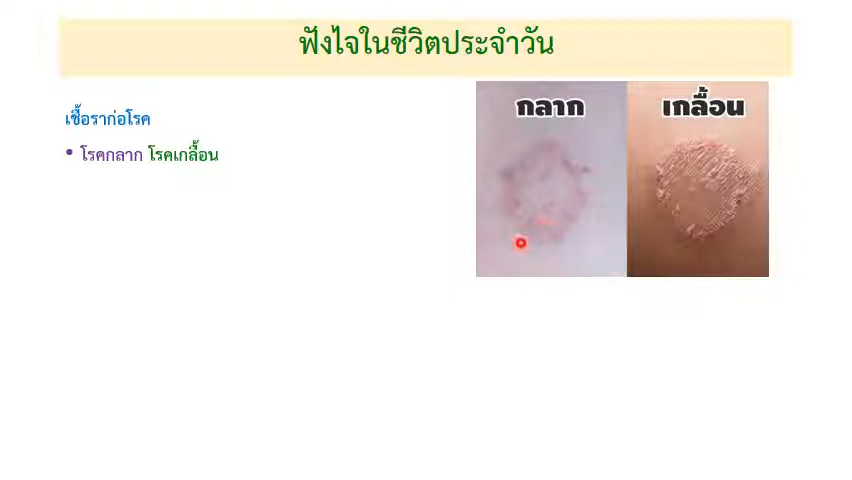 ฟังไจในชีวิตประจำวัน
เชื้อราก่อโรค
• โรคกลาก โรคเกลื้อน
กลาก
เกลื้อน